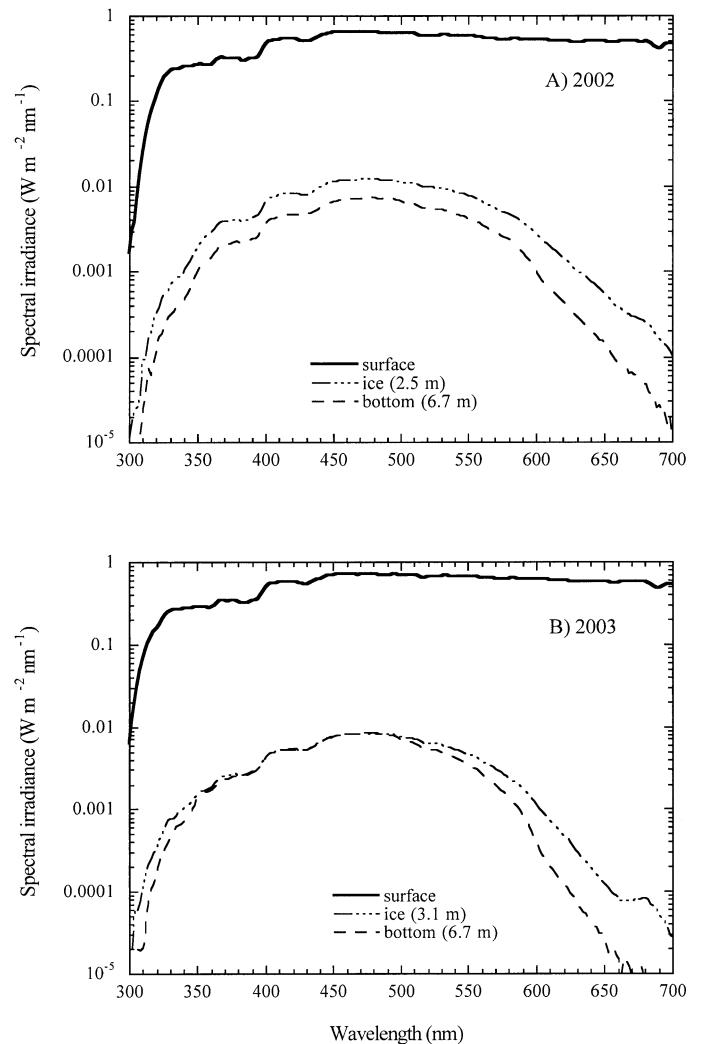 1
0.1
0.01
0.001
0.0001
10⁻⁵
Spectral irradiance (W m⁻² nm⁻¹)
A) 2002
surface
ice (2.5 m)
bottom (6.7 m)
300 350 400 450 500 550 600 650 700
1
0.1
0.01
0.001
0.0001
10⁻⁵
Spectral irradiance (W m⁻² nm⁻¹)
B) 2003
surface
ice (3.1 m)
bottom (6.7 m)
300 350 400 450 500 550 600 650 700
Wavelength (nm)